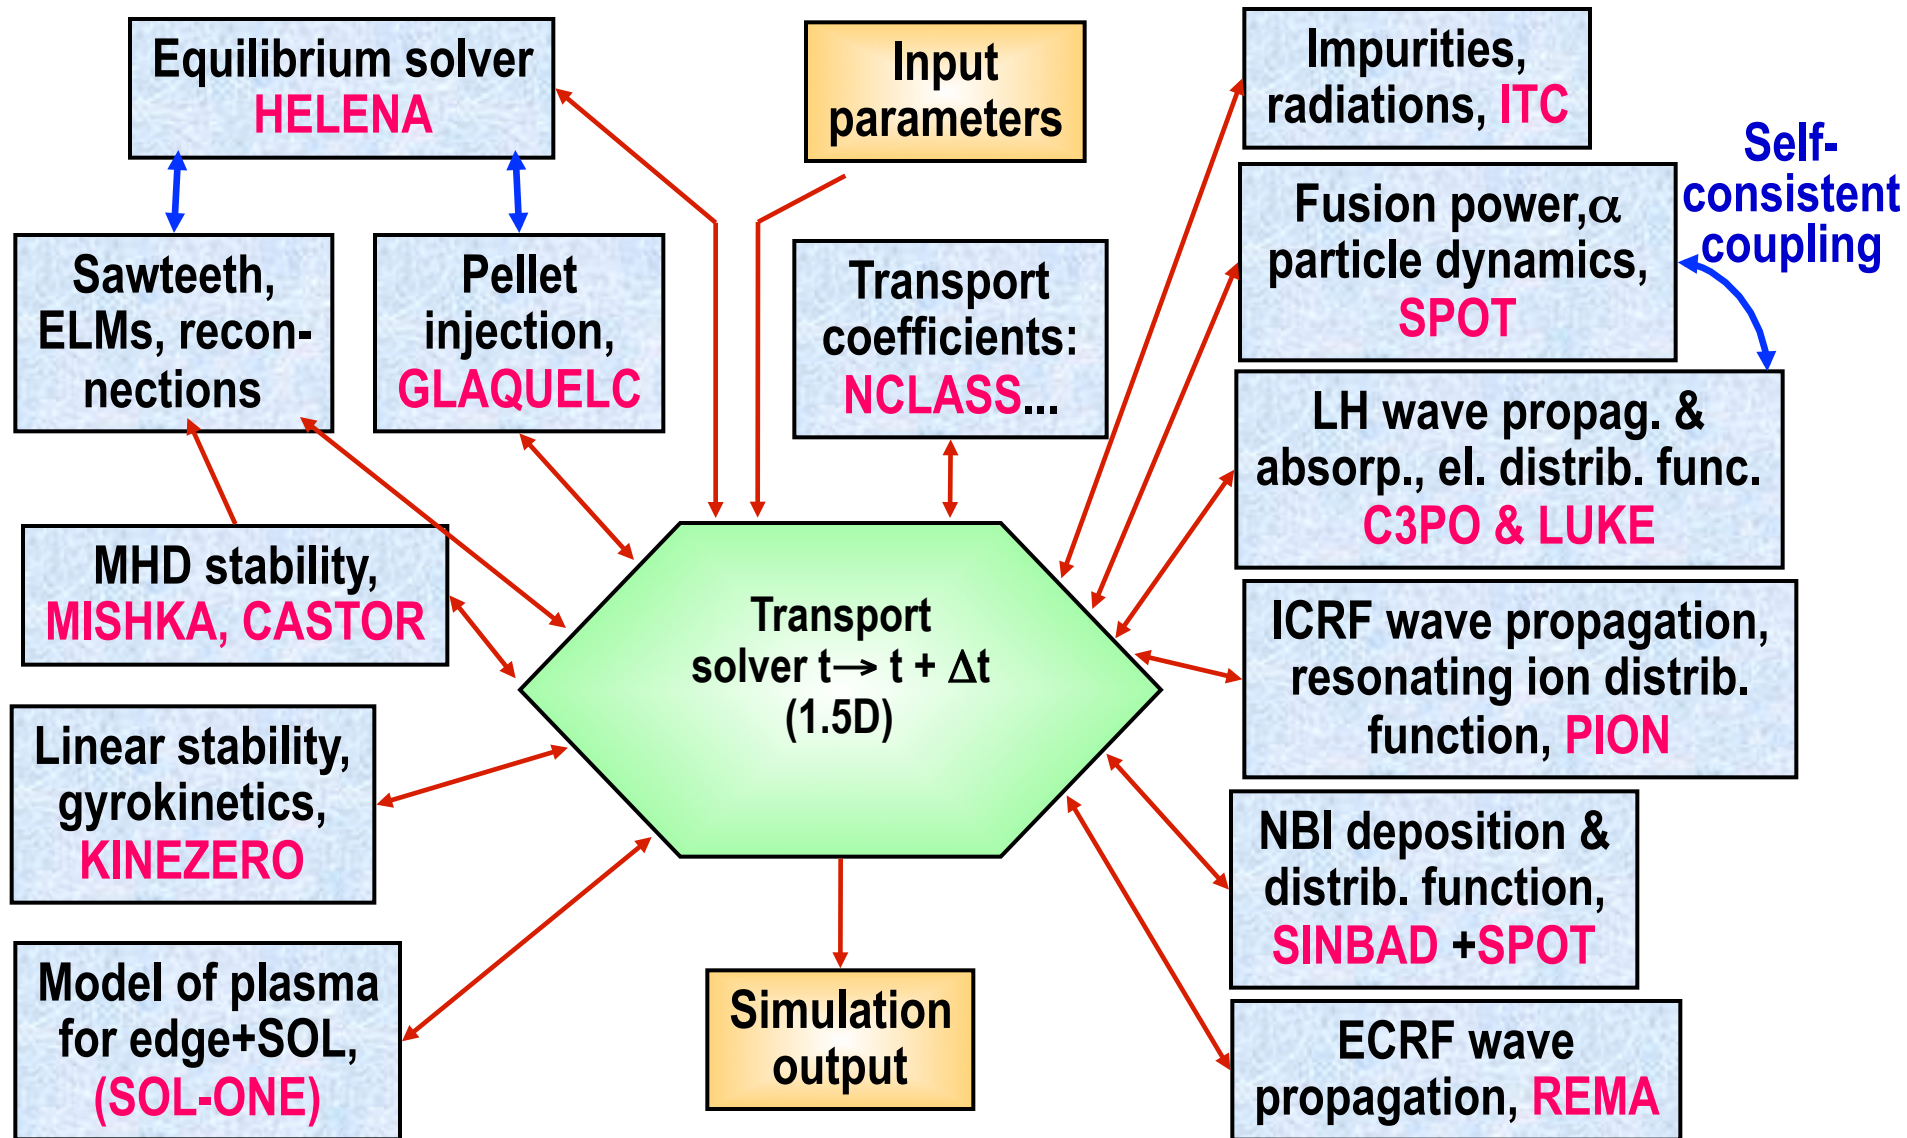 Equilibrium solver
HELENA
Input
parameters
Impurities,
radiations, ITC
Self-
consistent
coupling
Fusion power,α
particle dynamics,
SPOT
Sawteeth,
ELMs, recon-
nections
Pellet
injection,
GLAQUELC
Transport
coefficients:
NCLASS...
LH wave propag. &
absorp., el. distrib. func.
C3PO & LUKE
MHD stability,
MISHKA, CASTOR
Transport
solver t→ t + Δt
(1.5D)
ICRF wave propagation,
resonating ion distrib.
function, PION
Linear stability,
gyrokinetics,
KINEZERO
NBI deposition &
distrib. function,
SINBAD +SPOT
Model of plasma
for edge+SOL,
(SOL-ONE)
Simulation
output
ECRF wave
propagation, REMA